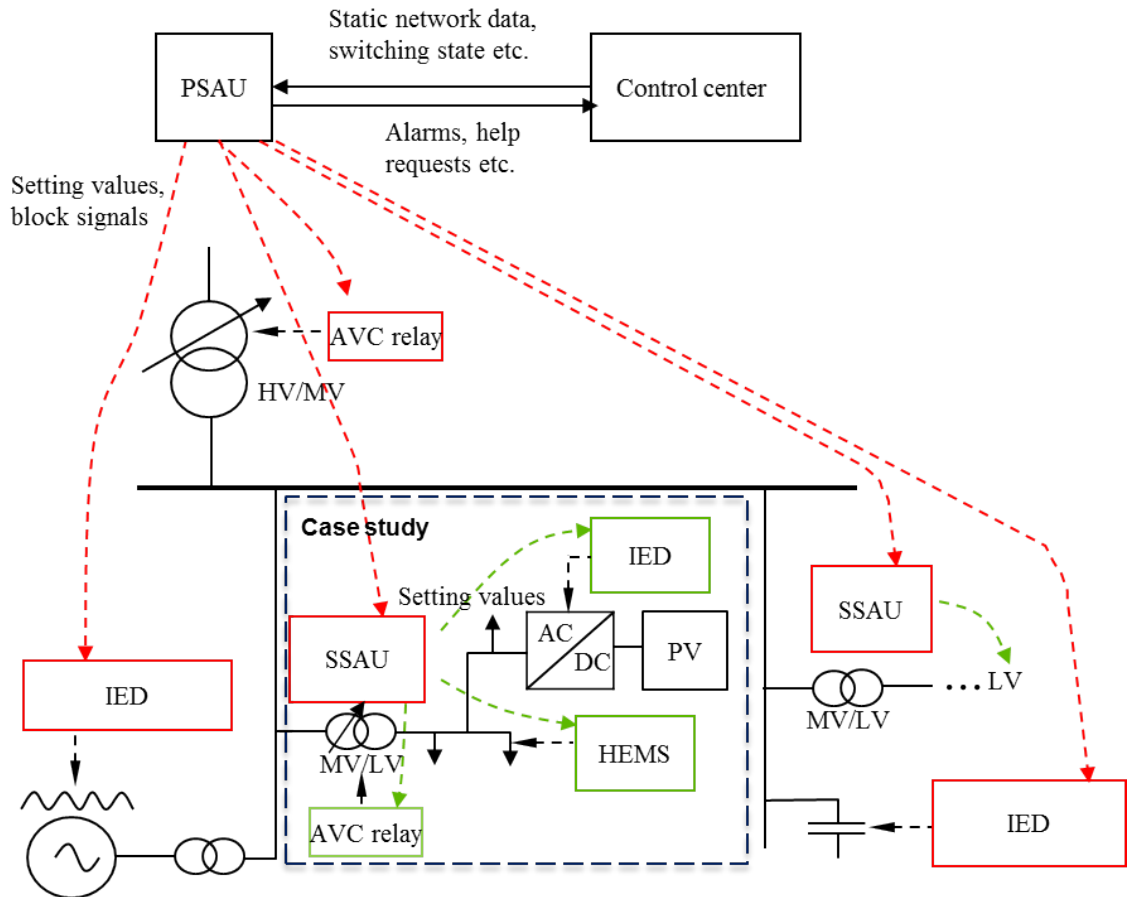 Static network data,
switching state etc.
PSAU
Control center
Alarms, help
requests etc.
Setting values,
block signals
AVC relay
HV/MV
Case study
IED
Setting values
SSAU
AC
DC
PV
SSAU
IED
MV/LV
HEMS
AVC relay
... LV
MV/LV
IED